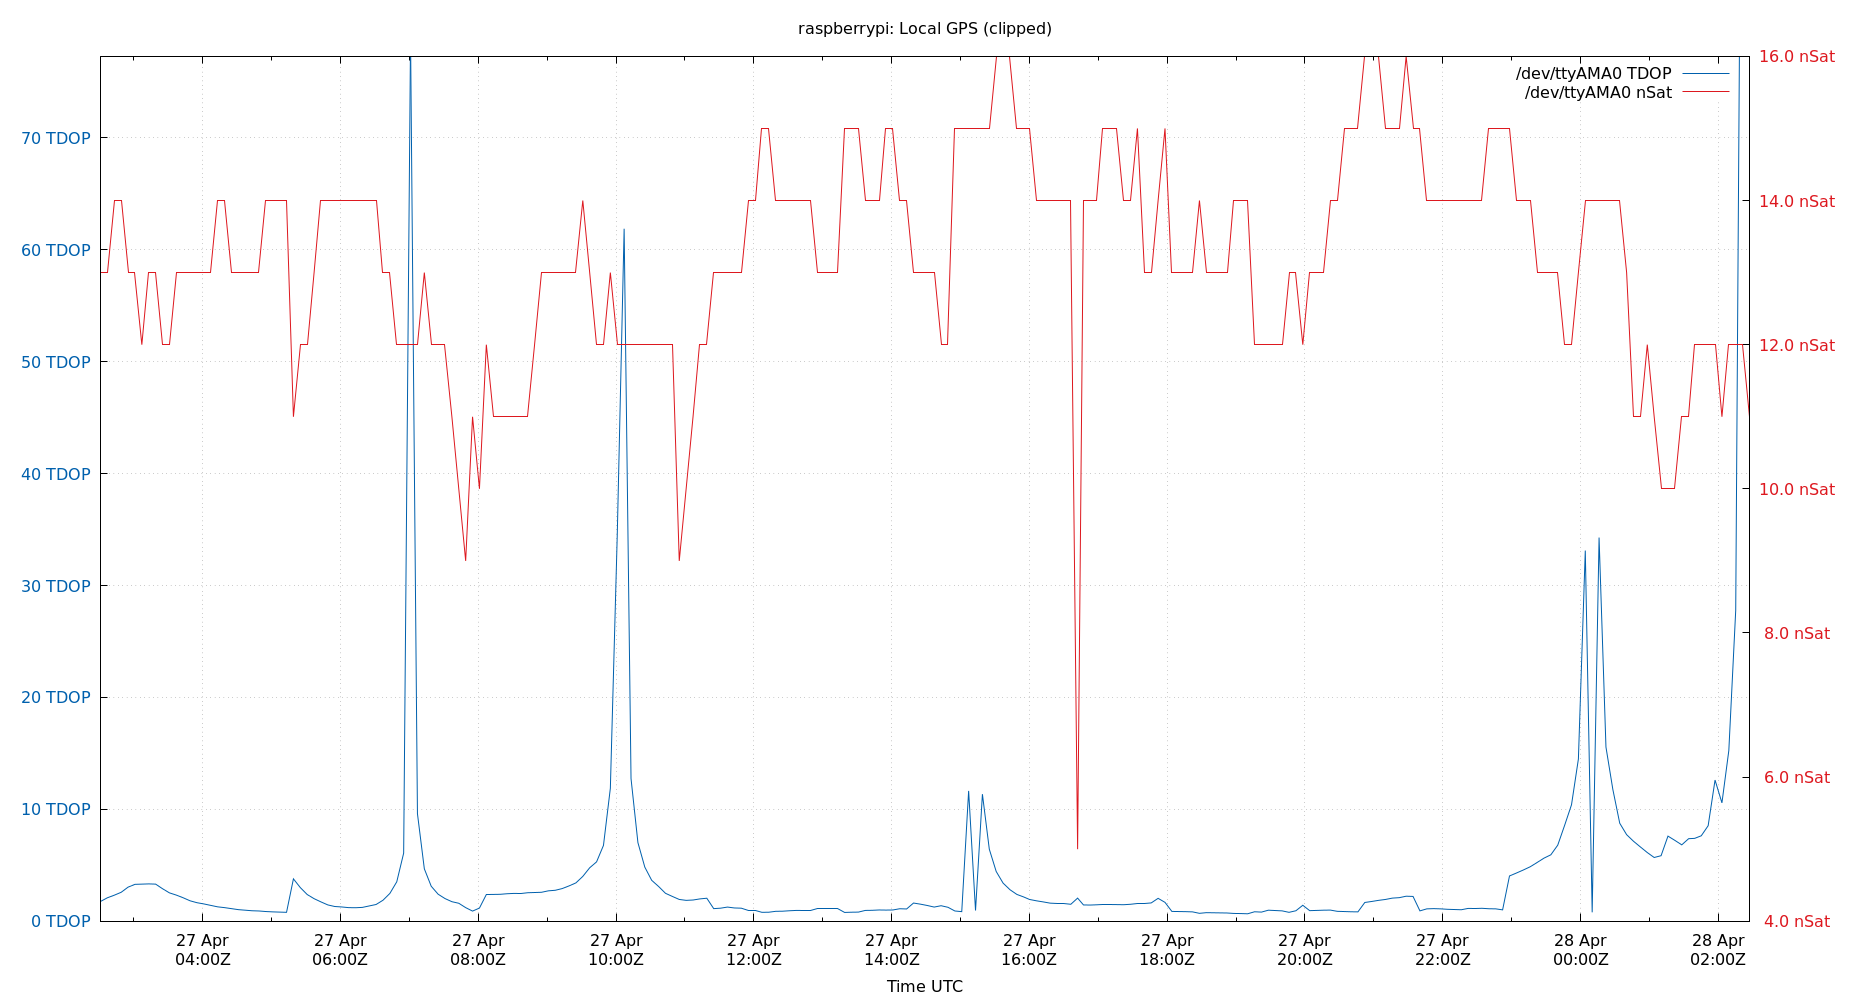 raspberrypi: Local GPS (clipped)
/dev/ttyAMA0 TDOP
/dev/ttyAMA0 nSat
70 TDOP
60 TDOP
50 TDOP
40 TDOP
30 TDOP
20 TDOP
10 TDOP
0 TDOP
16.0 nSat
14.0 nSat
12.0 nSat
10.0 nSat
8.0 nSat
6.0 nSat
4.0 nSat
27 Apr
04:00Z
27 Apr
06:00Z
27 Apr
08:00Z
27 Apr
10:00Z
27 Apr
12:00Z
27 Apr
14:00Z
27 Apr
16:00Z
27 Apr
18:00Z
27 Apr
20:00Z
27 Apr
22:00Z
28 Apr
00:00Z
28 Apr
02:00Z
Time UTC